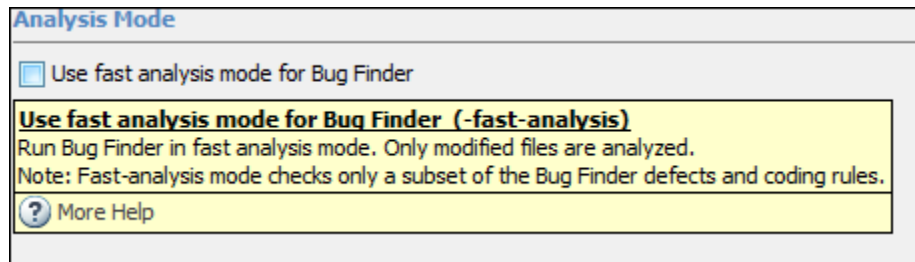 Analysis Mode
Use fast analysis mode for Bug Finder
Use fast analysis mode for Bug Finder (-fast-analysis)
Run Bug Finder in fast analysis mode. Only modified files are analyzed.
Note: Fast-analysis mode checks only a subset of the Bug Finder defects and coding rules.
? More Help